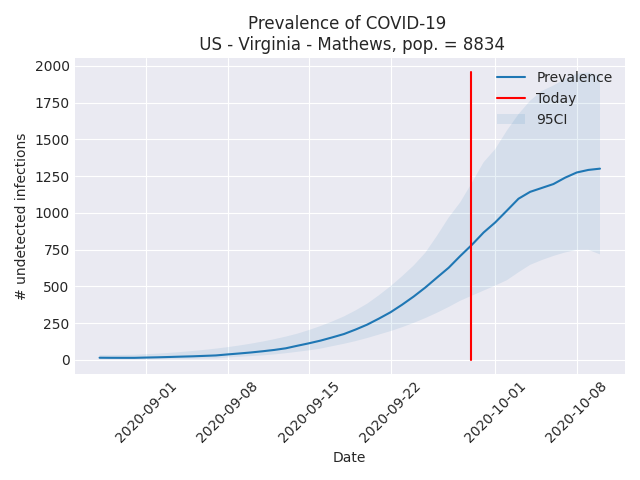 Prevalence of COVID-19
US - Virginia - Mathews, pop. = 8834
2000
1750
1500
1250
1000
750
500
250
0
# undetected infections
Prevalence
Today
95CI
2020-09-01
2020-09-08
2020-09-15
2020-09-22
2020-10-01
2020-10-08
Date